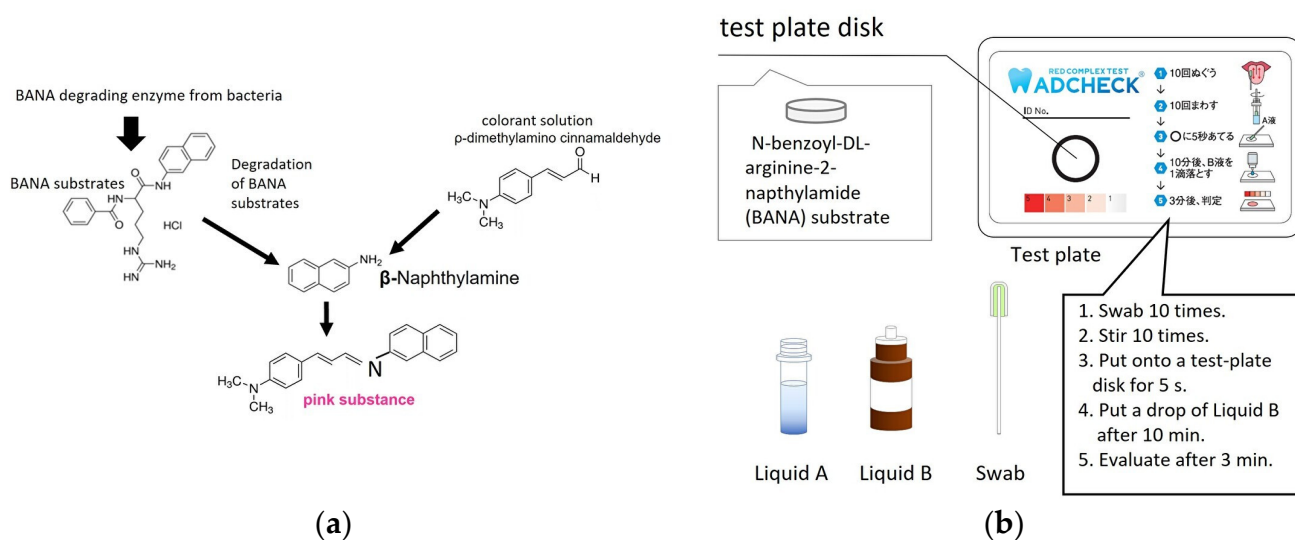 BANA degrading enzyme from bacteria
BANA substrates
O
NH
O
NH
HCl
NH
NH₂
NH
Degradation
of BANA
substrates
colorant solution
ρ-dimethylamino cinnamaldehyde
O
H
H₃C
N
CH₃
NH₂
β-Naphthylamine
N
H₃C
N
CH₃
pink substance
(a)
test plate disk
N-benzoyl-DL-
arginine-2-
napthylamide
(BANA) substrate
RED COMPLEX TEST
ADCHECK®
ID No.
5 4 3 2 1
1 10回ぬぐう
↓
2 10回まわす
A液
↓
3 〇に5秒あてる
↓
4 10分後、B液を
1滴落とす
↓
5 3分後、判定
Test plate
Liquid A
Liquid B
Swab
1. Swab 10 times.
2. Stir 10 times.
3. Put onto a test-plate
disk for 5 s.
4. Put a drop of Liquid B
after 10 min.
5. Evaluate after 3 min.
(b)